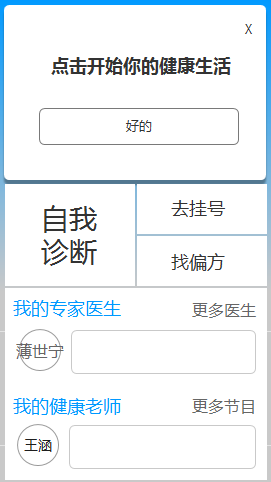 X
点击开始你的健康生活
好的
自我
诊断
去挂号
找偏方
我的专家医生
更多医生
薄世宁
我的健康老师
更多节目
王涵